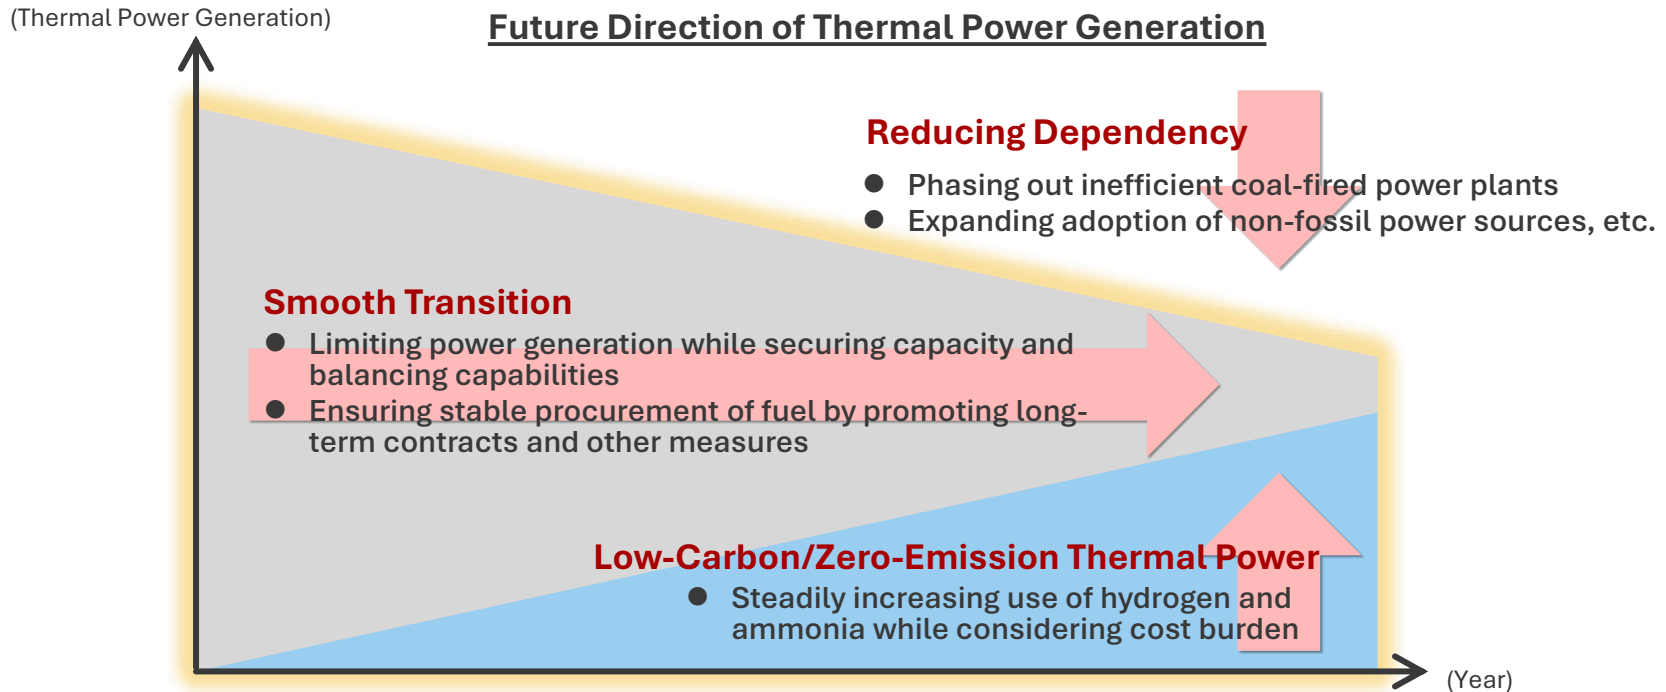 (Thermal Power Generation)
Future Direction of Thermal Power Generation
Reducing Dependency
● Phasing out inefficient coal-fired power plants
● Expanding adoption of non-fossil power sources, etc.
Smooth Transition
● Limiting power generation while securing capacity and
balancing capabilities
● Ensuring stable procurement of fuel by promoting long-
term contracts and other measures
Low-Carbon/Zero-Emission Thermal Power
● Steadily increasing use of hydrogen and
ammonia while considering cost burden
(Year)